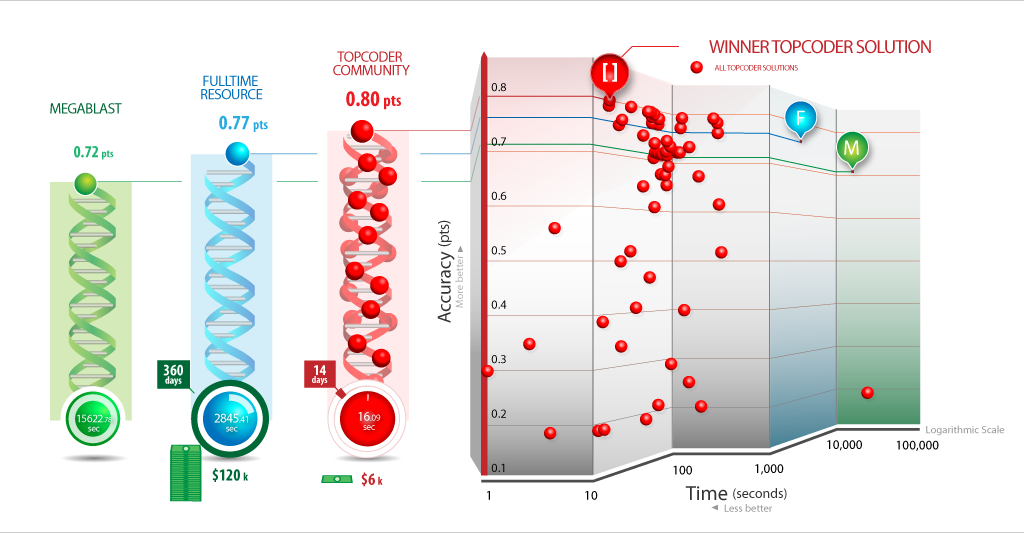 MEGABLAST
0.72 pts
15622.78
sec
FULLTIME
RESOURCE
0.77 pts
360
days
2845.41
sec
$120 k
TOPCODER
COMMUNITY
0.80 pts
14
days
16.09
sec
$6 k
WINNER TOPCODER SOLUTION
ALL TOPCODER SOLUTIONS
[ ]
F
M
Accuracy (pts)
More better ►
0.8
0.7
0.6
0.5
0.4
0.3
0.2
0.1
1
10
100
1,000
10,000
100,000
Logarithmic Scale
Time (seconds)
◄ Less better